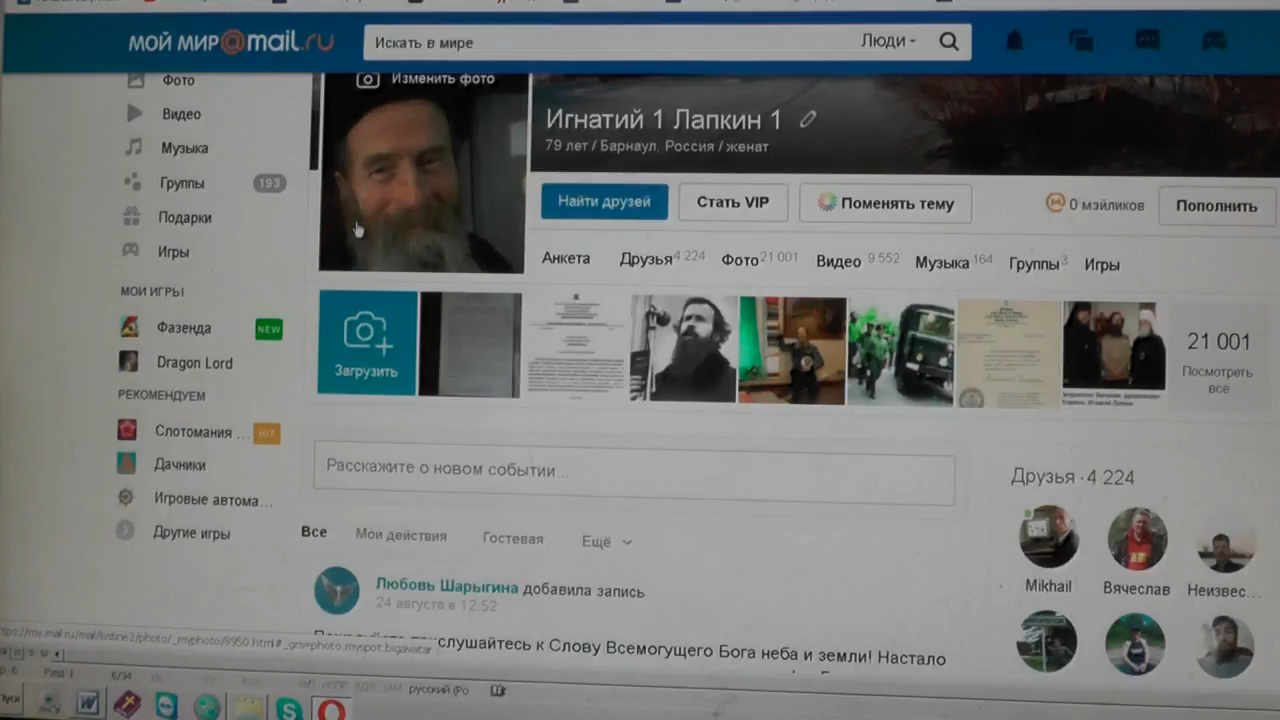 мой мир@mail.ru
Искать в мире
Люди
Фото
Видео
Музыка
Группы 193
Подарки
Игры
МОИ ИГРЫ
Фазенда NEW
Dragon Lord
РЕКОМЕНДУЕМ
Слотомания ...
Дачники
Игровые автома...
Другие игры
Изменить фото
Игнатий 1 Лапкин 1
79 лет / Барнаул, Россия / женат
Найти друзей
Стать VIP
Поменять тему
0 мэйликов
Пополнить
Анкета Друзья 4 224 Фото 21 001 Видео 9 552 Музыка 164 Группы 3 Игры
Загрузить
21 001
Посмотреть
все
Расскажите о новом событии...
Все Мои действия Гостевая Ещё
Любовь Шарыгина добавила запись
24 августа в 12:52
слушайтесь к Слову Всемогущего Бога неба и земли! Настало
Друзья · 4 224
Mikhail Вячеслав Неизвес...
Разд 1 6/34
русский (Ро